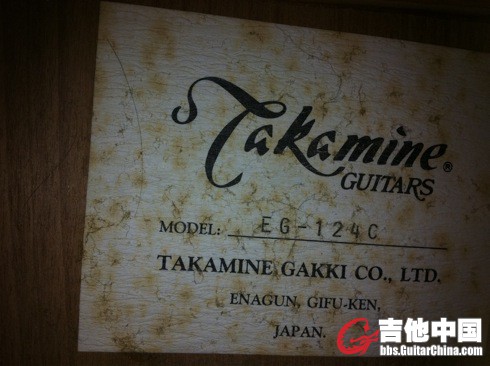 Takamine®
GUITARS
MODEL: EG-124C
TAKAMINE GAKKI CO., LTD.
ENAGUN, GIFU-KEN,
JAPAN.
吉他中国
bbs.GuitarChina.com